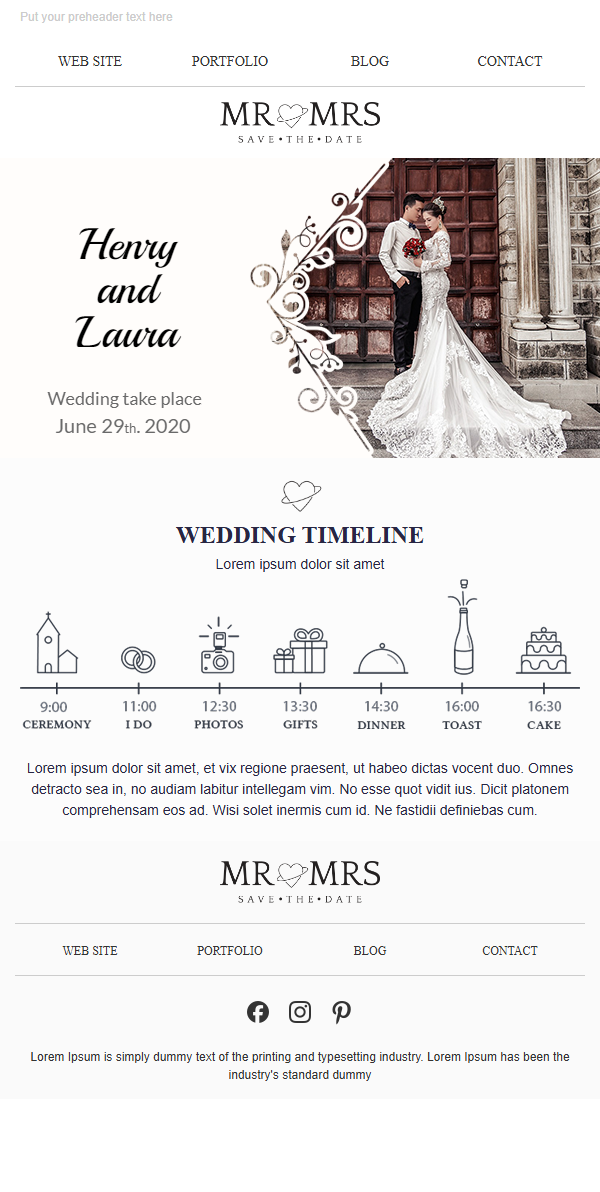 Put your preheader text here
WEB SITE PORTFOLIO BLOG CONTACT
MR MRS
SAVE•THE•DATE
Henry
and
Laura
Wedding take place
June 29th. 2020
WEDDING TIMELINE
Lorem ipsum dolor sit amet
9:00 11:00 12:30 13:30 14:30 16:00 16:30
CEREMONY I DO PHOTOS GIFTS DINNER TOAST CAKE
Lorem ipsum dolor sit amet, et vix regione praesent, ut habeo dictas vocent duo. Omnes
detracto sea in, no audiam labitur intellegam vim. No esse quot vidit ius. Dicit platonem
comprehensam eos ad. Wisi solet inermis cum id. Ne fastidii definiebas cum.
MR MRS
SAVE•THE•DATE
WEB SITE PORTFOLIO BLOG CONTACT
Lorem Ipsum is simply dummy text of the printing and typesetting industry. Lorem Ipsum has been the
industry's standard dummy